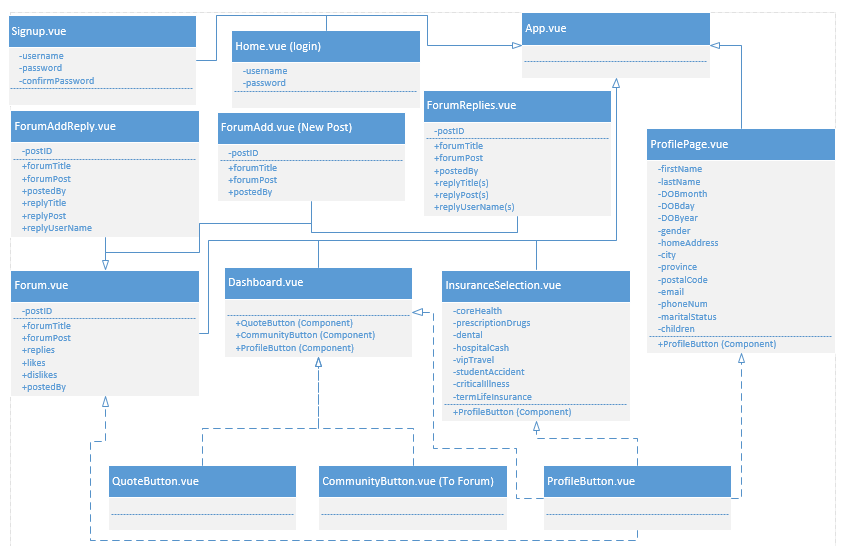 Signup.vue
-username
-password
-confirmPassword
Home.vue (login)
-username
-password
App.vue
ForumAddReply.vue
-postID
+forumTitle
+forumPost
+postedBy
+replyTitle
+replyPost
+replyUserName
ForumAdd.vue (New Post)
-postID
+forumTitle
+forumPost
+postedBy
ForumReplies.vue
-postID
+forumTitle
+forumPost
+postedBy
+replyTitle(s)
+replyPost(s)
+replyUserName(s)
ProfilePage.vue
-firstName
-lastName
-DOBmonth
-DOBday
-DOByear
-gender
-homeAddress
-city
-province
-postalCode
-email
-phoneNum
-maritalStatus
-children
+ProfileButton (Component)
Forum.vue
-postID
+forumTitle
+forumPost
+replies
+likes
+dislikes
+postedBy
Dashboard.vue
+QuoteButton (Component)
+CommunityButton (Component)
+ProfileButton (Component)
InsuranceSelection.vue
-coreHealth
-prescriptionDrugs
-dental
-hospitalCash
-vipTravel
-studentAccident
-criticalIllness
-termLifeInsurance
+ProfileButton (Component)
QuoteButton.vue
CommunityButton.vue (To Forum)
ProfileButton.vue